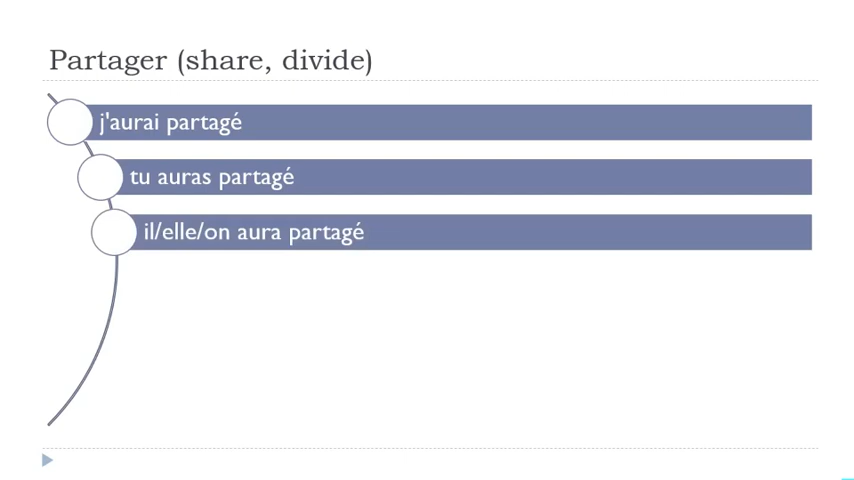 Partager (share, divide)
j'aurai partagé
tu auras partagé
il/elle/on aura partagé